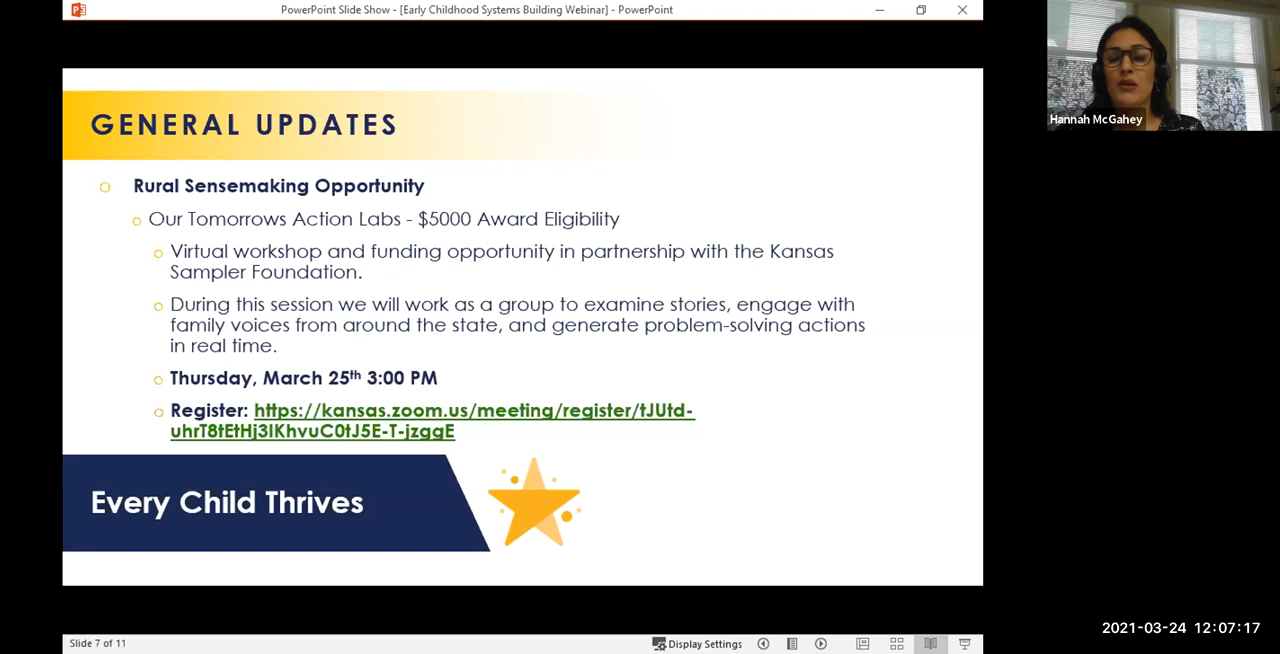 PowerPoint Slide Show - [Early Childhood Systems Building Webinar] - PowerPoint
Hannah McGahey
GENERAL UPDATES
Rural Sensemaking Opportunity
Our Tomorrows Action Labs - $5000 Award Eligibility
Virtual workshop and funding opportunity in partnership with the Kansas
Sampler Foundation.
During this session we will work as a group to examine stories, engage with
family voices from around the state, and generate problem-solving actions
in real time.
Thursday, March 25th 3:00 PM
Register: https://kansas.zoom.us/meeting/register/tJUtd-
uhrT8tEtHj3IKhvuC0tJ5E-T-jzggE
Every Child Thrives
2021-03-24 12:07:17
Slide 7 of 11
Display Settings